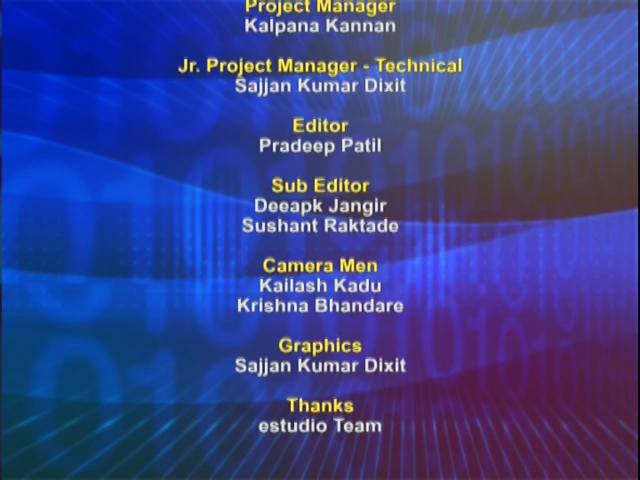 Project Manager
Kalpana Kannan
Jr. Project Manager - Technical
Sajjan Kumar Dixit
Editor
Pradeep Patil
Sub Editor
Deeapk Jangir
Sushant Raktade
Camera Men
Kailash Kadu
Krishna Bhandare
Graphics
Sajjan Kumar Dixit
Thanks
estudio Team